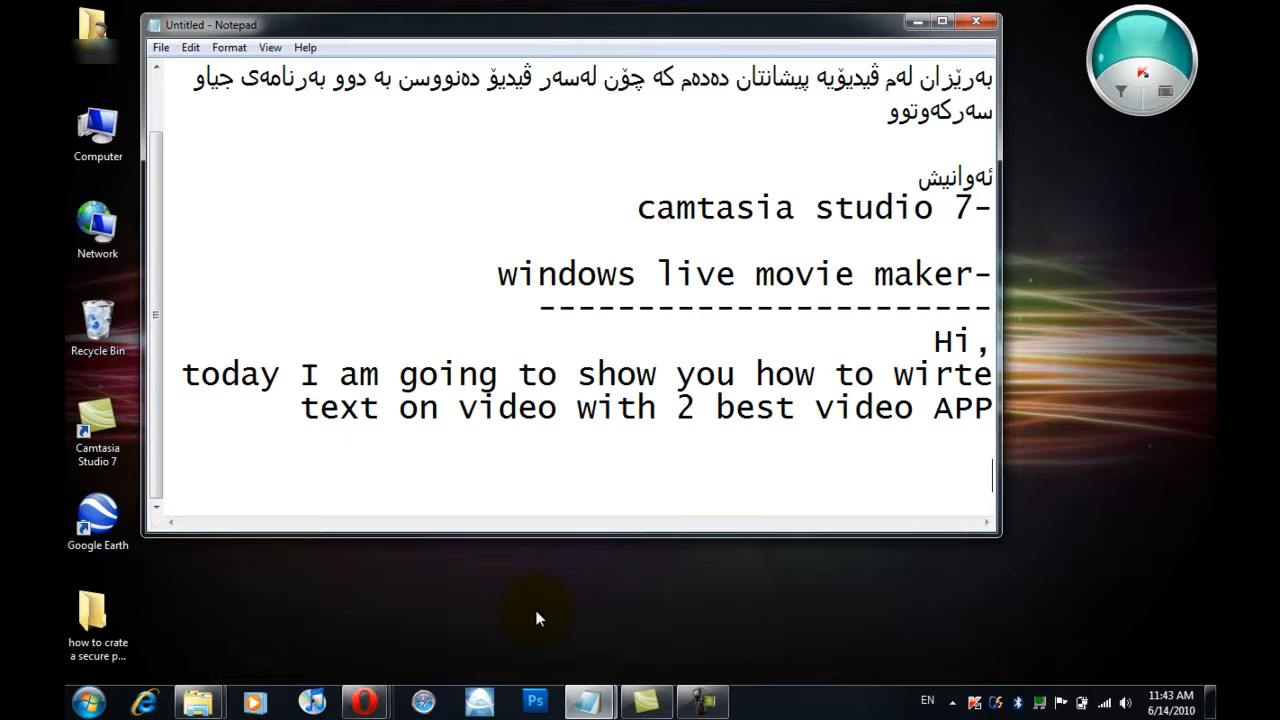 Untitled - Notepad
File Edit Format View Help
بەرێزان لەم ڤیدیۆیە پیشانتان دەدەم کە چۆن لەسەر ڤیدیۆ دەنووسن بە دوو بەرنامەی جیاو
سەرکەوتوو
ئەوانیش
camtasia studio 7-
windows live movie maker-
-----------------------
Hi,
today I am going to show you how to wirte
text on video with 2 best video APP
Computer
Network
Recycle Bin
Camtasia
Studio 7
Google Earth
how to crate
a secure p...
Ps
EN
11:43 AM
6/14/2010